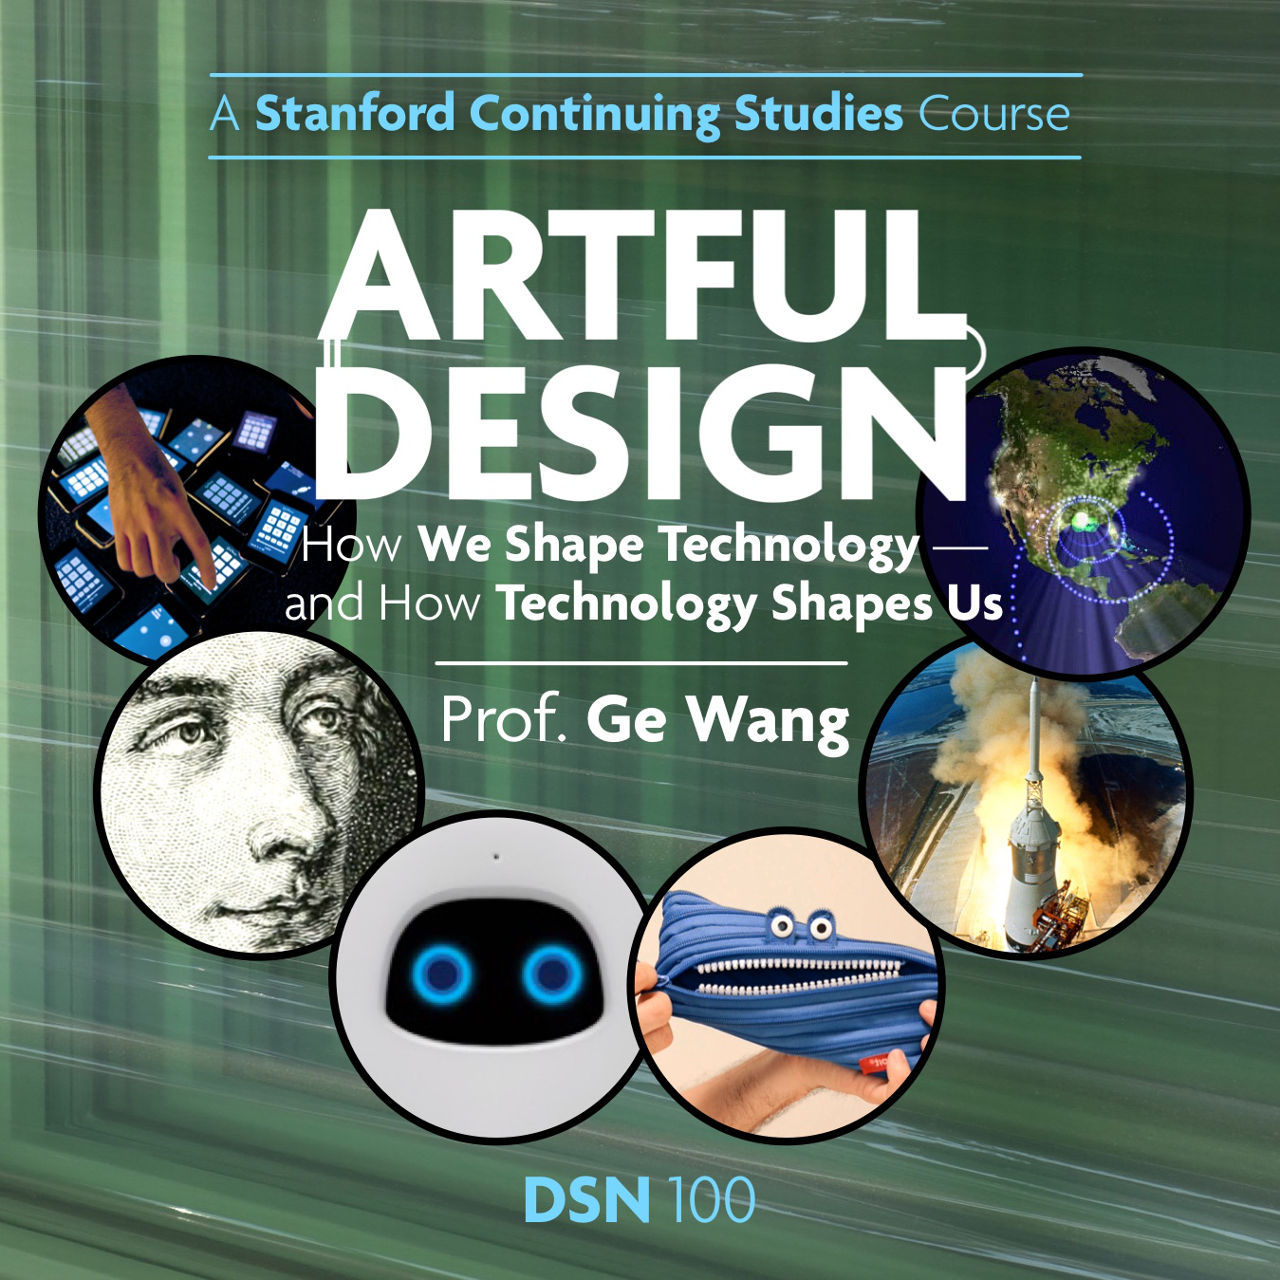 A Stanford Continuing Studies Course
ARTFUL
DESIGN
How We Shape Technology —
and How Technology Shapes Us
Prof. Ge Wang
DSN 100